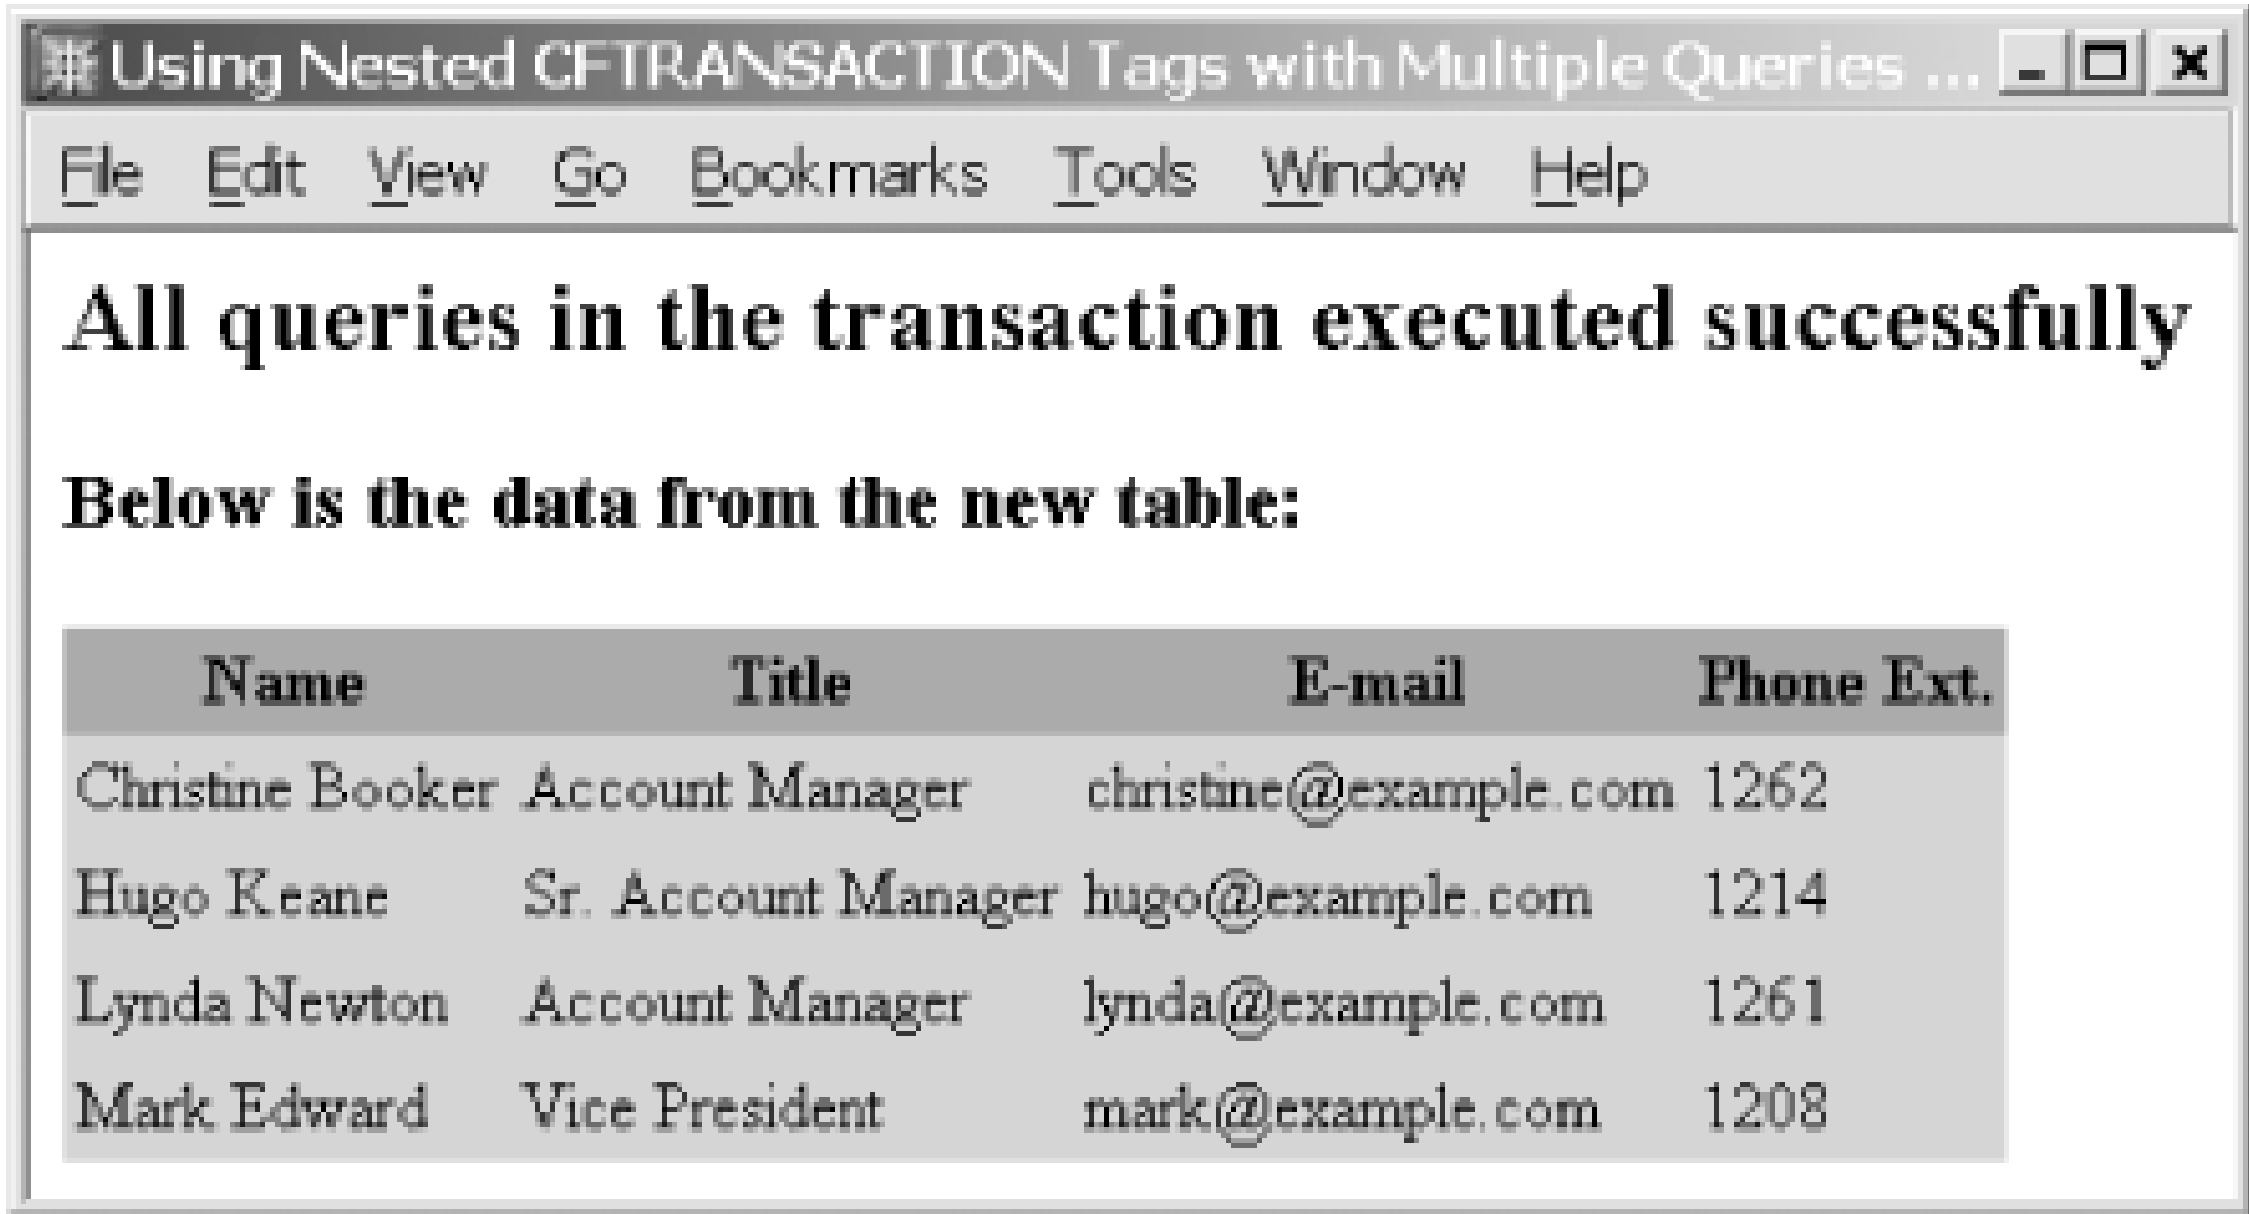 Using Nested CFTRANSACTION Tags with Multiple Queries ...
File Edit View Go Bookmarks Tools Window Help
All queries in the transaction executed successfully
Below is the data from the new table:
Name Title E-mail Phone Ext.
Christine Booker Account Manager christine@example.com 1262
Hugo Keane Sr. Account Manager hugo@example.com 1214
Lynda Newton Account Manager lynda@example.com 1261
Mark Edward Vice President mark@example.com 1208